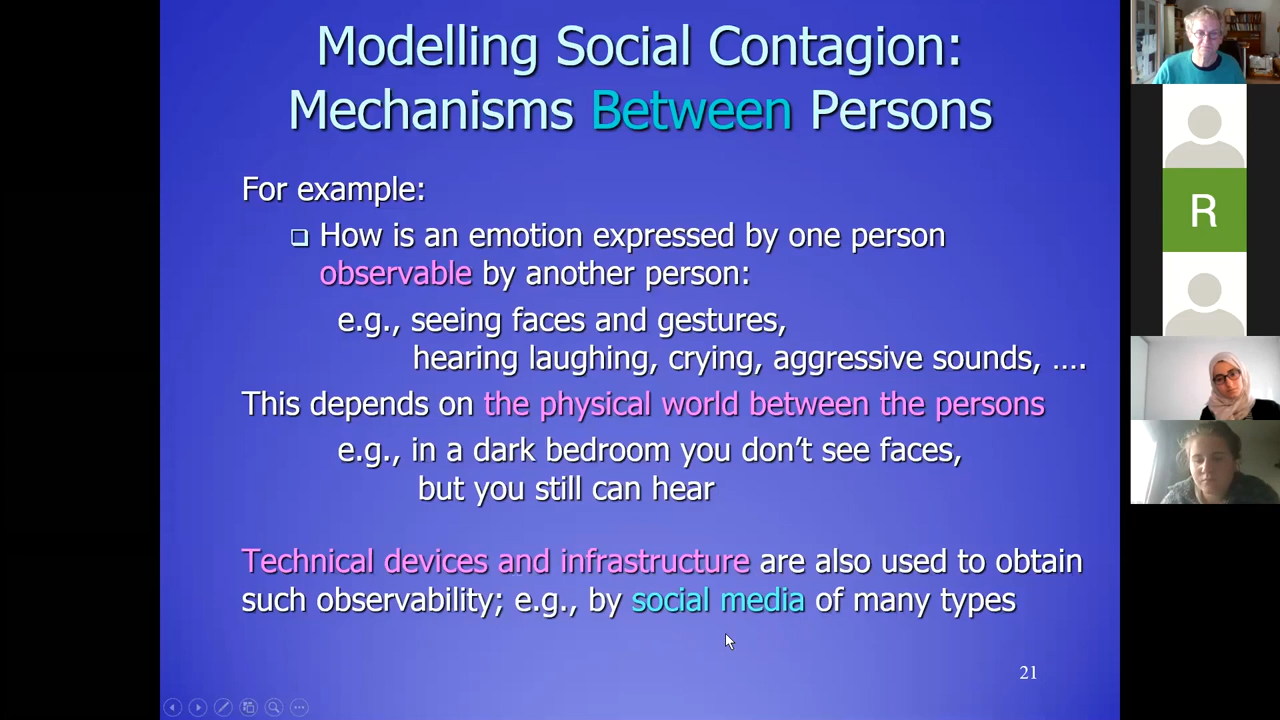 Modelling Social Contagion:
Mechanisms Between Persons
For example:
How is an emotion expressed by one person
observable by another person:
e.g., seeing faces and gestures,
hearing laughing, crying, aggressive sounds, ....
This depends on the physical world between the persons
e.g., in a dark bedroom you don’t see faces,
but you still can hear
Technical devices and infrastructure are also used to obtain
such observability; e.g., by social media of many types
21
R